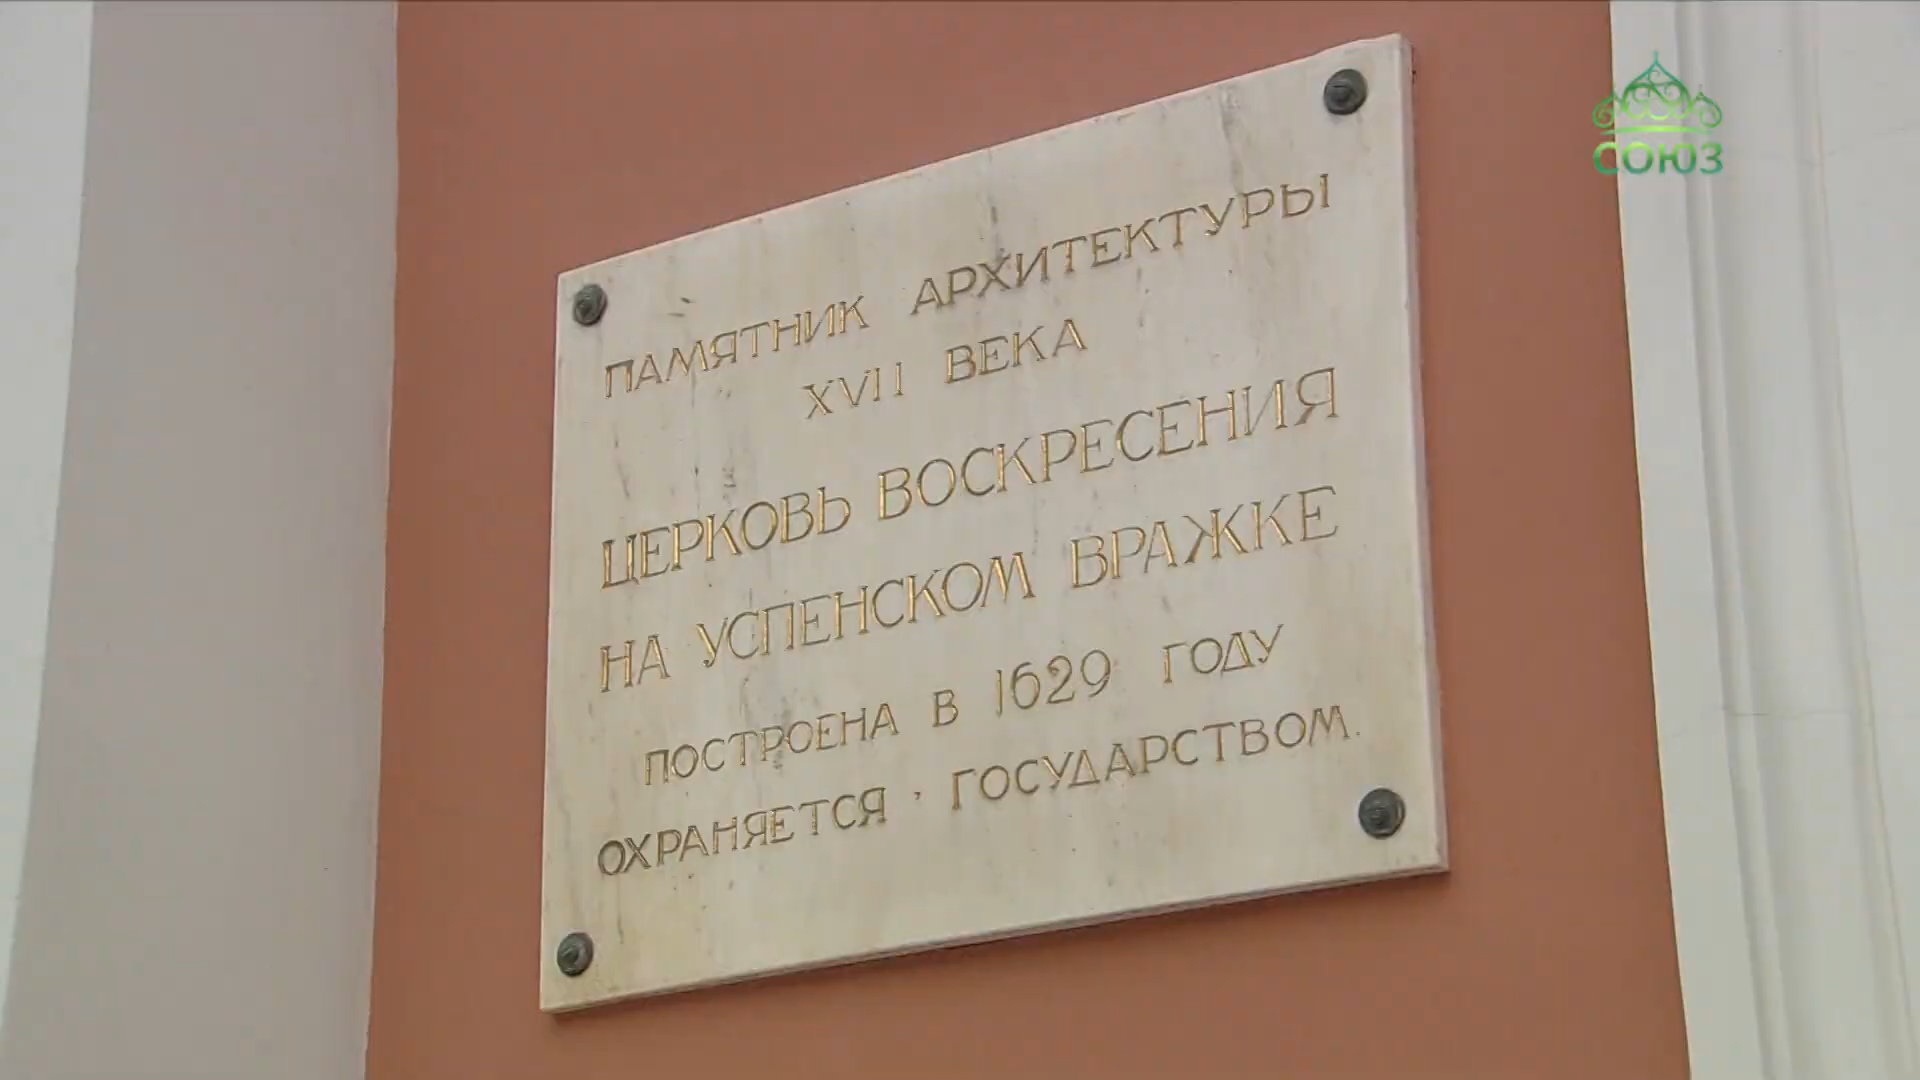 СОЮЗ
ПАМЯТНИК АРХИТЕКТУРЫ
XVII ВЕКА
ЦЕРКОВЬ ВОСКРЕСЕНИЯ
НА УСПЕНСКОМ ВРАЖКЕ
ПОСТРОЕНА В 1629 ГОДУ
ОХРАНЯЕТСЯ ГОСУДАРСТВОМ.